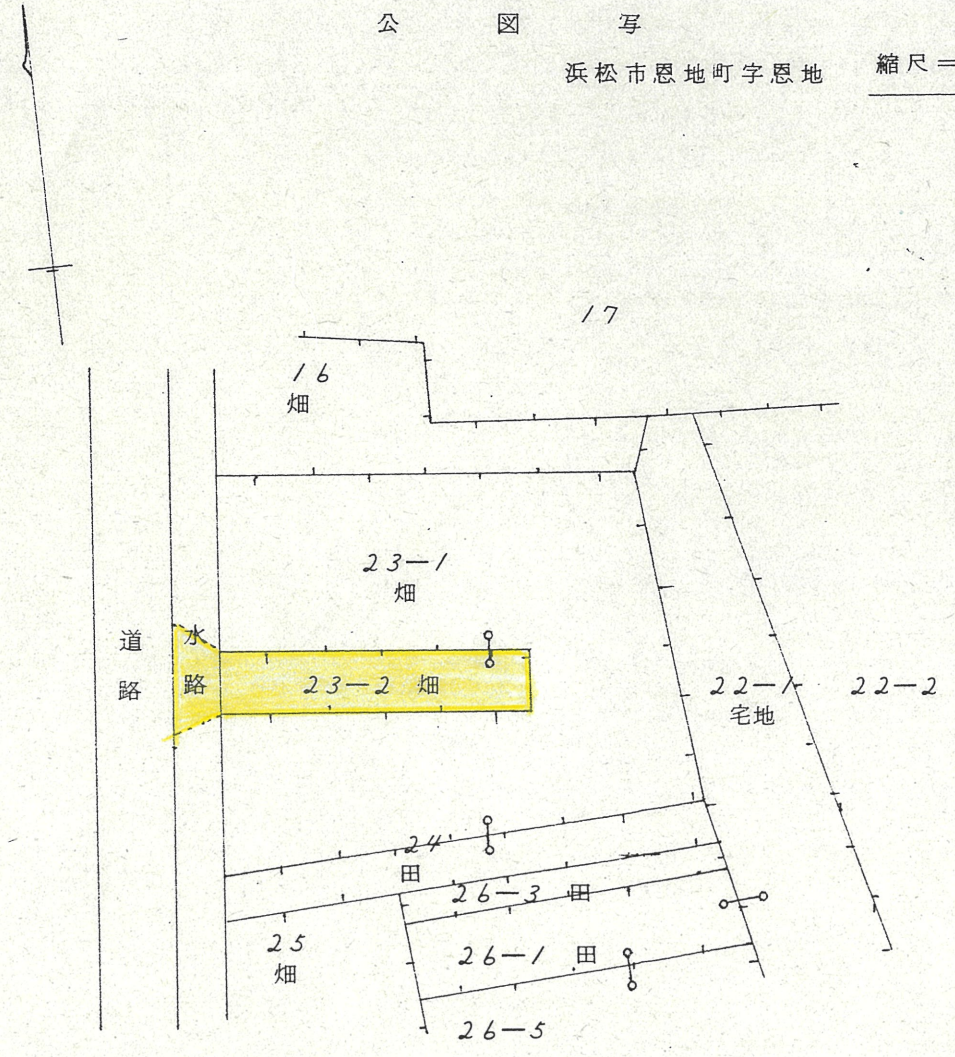 公図写
浜松市恩地町字恩地 縮尺=
17
16
畑
23-1
畑
道路
水路
23-2 畑
22-1
宅地
22-2
24
田
26-3 田
25
畑
26-1 田
26-5